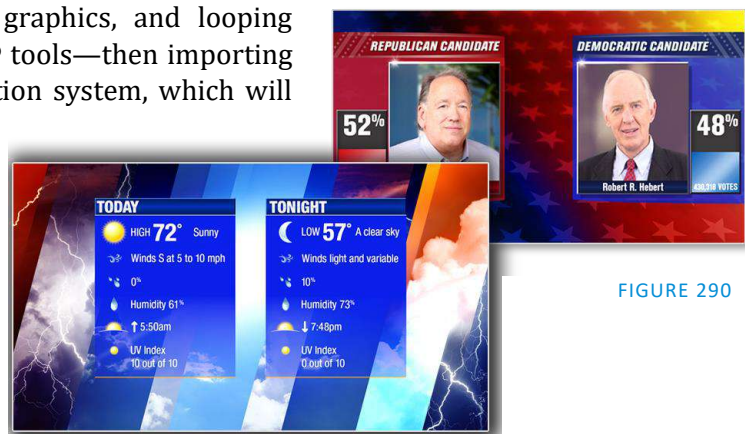 graphics, and looping
tools—then importing
tion system, which will
REPUBLICAN CANDIDATE
52%
DEMOCRATIC CANDIDATE
48%
Robert R. Hebert
430,318 VOTES
TODAY
HIGH 72° Sunny
Winds S at 5 to 10 mph
0%
Humidity 61%
↑ 5:50am
UV Index
10 out of 10
TONIGHT
LOW 57° A clear sky
Winds light and variable
10%
Humidity 73%
↓ 7:48pm
UV Index
0 out of 10
FIGURE 290